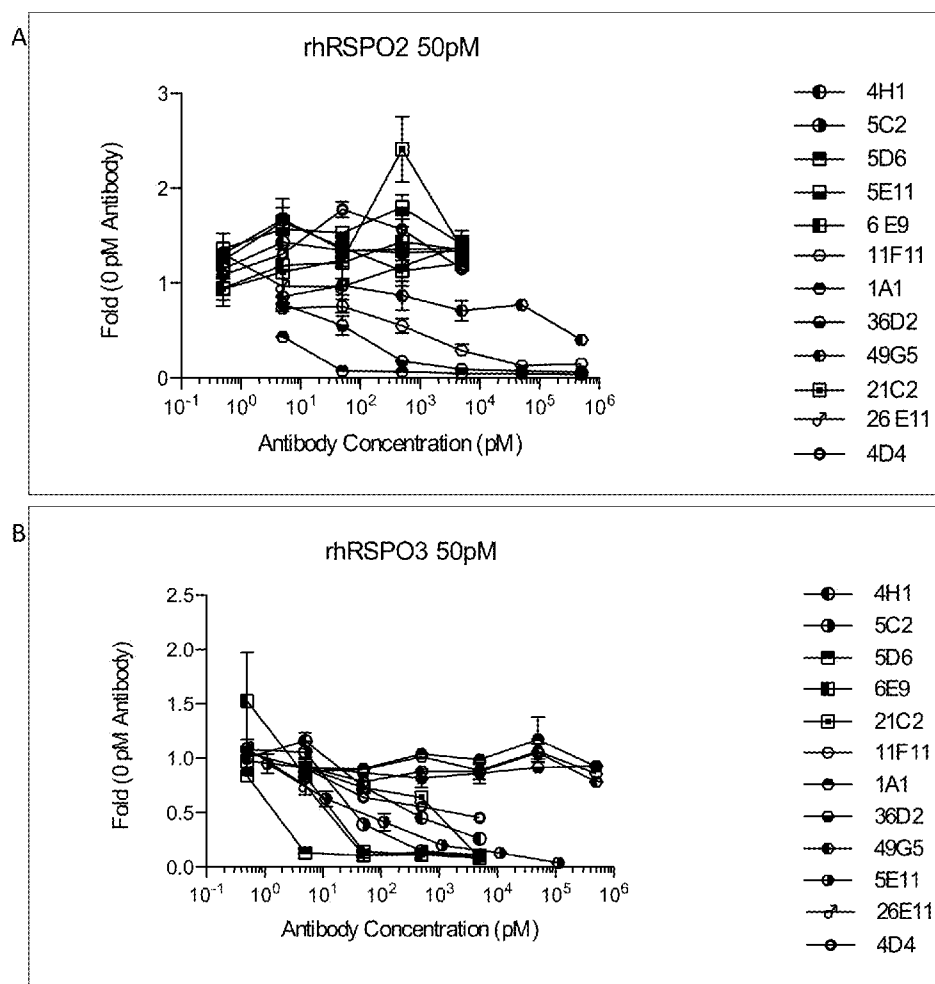 A
rhRSPO2 50pM
Fold (0 pM Antibody)
3
2
1
0
10⁻¹ 10⁰ 10¹ 10² 10³ 10⁴ 10⁵ 10⁶
Antibody Concentration (pM)
4H1
5C2
5D6
5E11
6 E9
11F11
1A1
36D2
49G5
21C2
26 E11
4D4
B
rhRSPO3 50pM
Fold (0 pM Antibody)
2.5
2.0
1.5
1.0
0.5
0.0
10⁻¹ 10⁰ 10¹ 10² 10³ 10⁴ 10⁵ 10⁶
Antibody Concentration (pM)
4H1
5C2
5D6
6E9
21C2
11F11
1A1
36D2
49G5
5E11
26E11
4D4